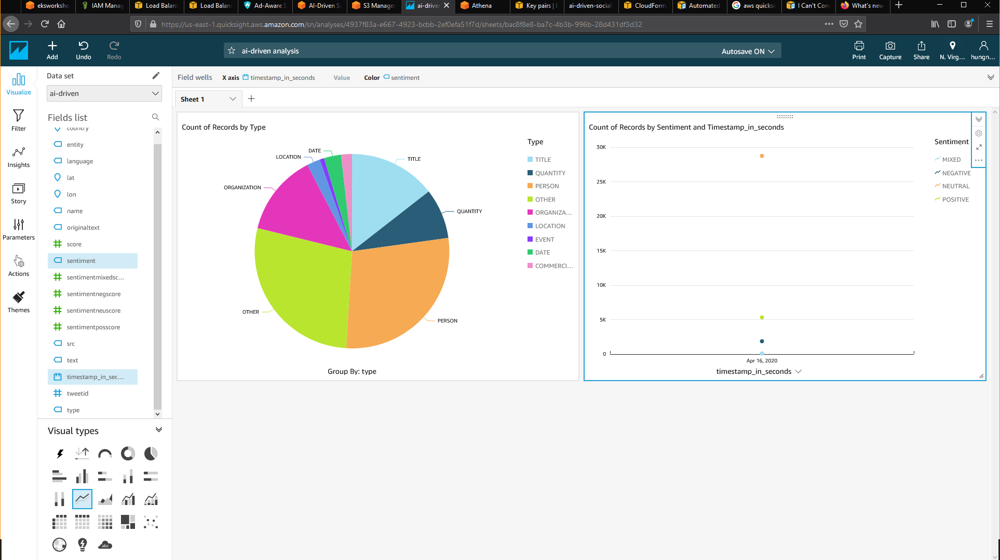 eksworksho
IAM Manag
Load Balanc
Load Balanc
Ad-Aware S
AI-Driven So
S3 Manager
ai-driven
Athena
Key pairs | E
ai-driven-social-
CloudForm
Automated
aws quicksi
I Can't Con
What's new
https://us-east-1.quicksight.aws.amazon.com/sn/analyses/4937f83a-e667-4923-bcbb-2ef0efa51f7d/sheets/bac8f8e8-ba7c-4b3b-996b-28d431df3d32
Add
Undo
Redo
ai-driven analysis
Autosave ON
Print
Capture
Share
N. Virg...
hungn...
Visualize
Filter
Insights
Story
Parameters
Actions
Themes
Data set
ai-driven
Fields list
country
entity
language
lat
lon
name
originaltext
score
sentiment
sentimentmixedsc...
sentimentnegscore
sentimentneuscore
sentimentposscore
src
text
timestamp_in_sec...
tweetid
type
Visual types
abc
Field wells
X axis timestamp_in_seconds
Value
Color sentiment
Sheet 1
Count of Records by Type
DATE
LOCATION
TITLE
ORGANIZATION
QUANTITY
OTHER
PERSON
Group By: type
Type
TITLE
QUANTITY
PERSON
OTHER
ORGANIZA...
LOCATION
EVENT
DATE
COMMERCI...
Count of Records by Sentiment and Timestamp_in_seconds
30K
25K
20K
15K
10K
5K
0
Apr 16, 2020
timestamp_in_seconds
Sentiment
MIXED
NEGATIVE
NEUTRAL
POSITIVE